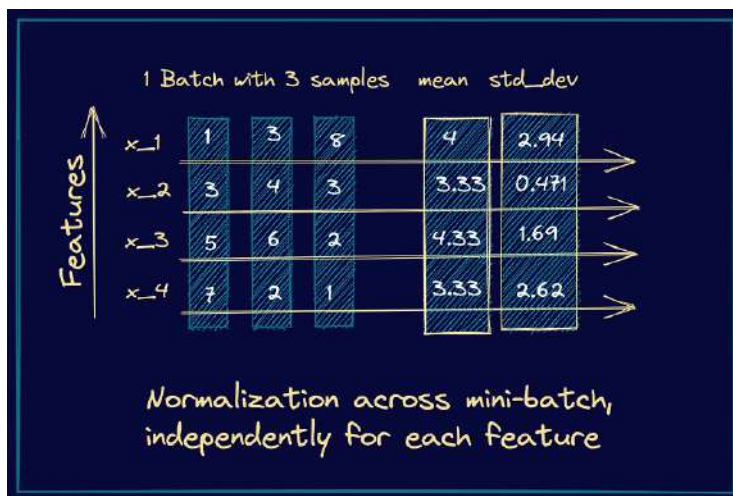 1 Batch with 3 samples mean std_dev
x_1 1 3 8 4 2.94
x_2 3 4 3 3.33 0.471
x_3 5 6 2 4.33 1.69
x_4 7 2 1 3.33 2.62
Features
Normalization across mini-batch,
independently for each feature